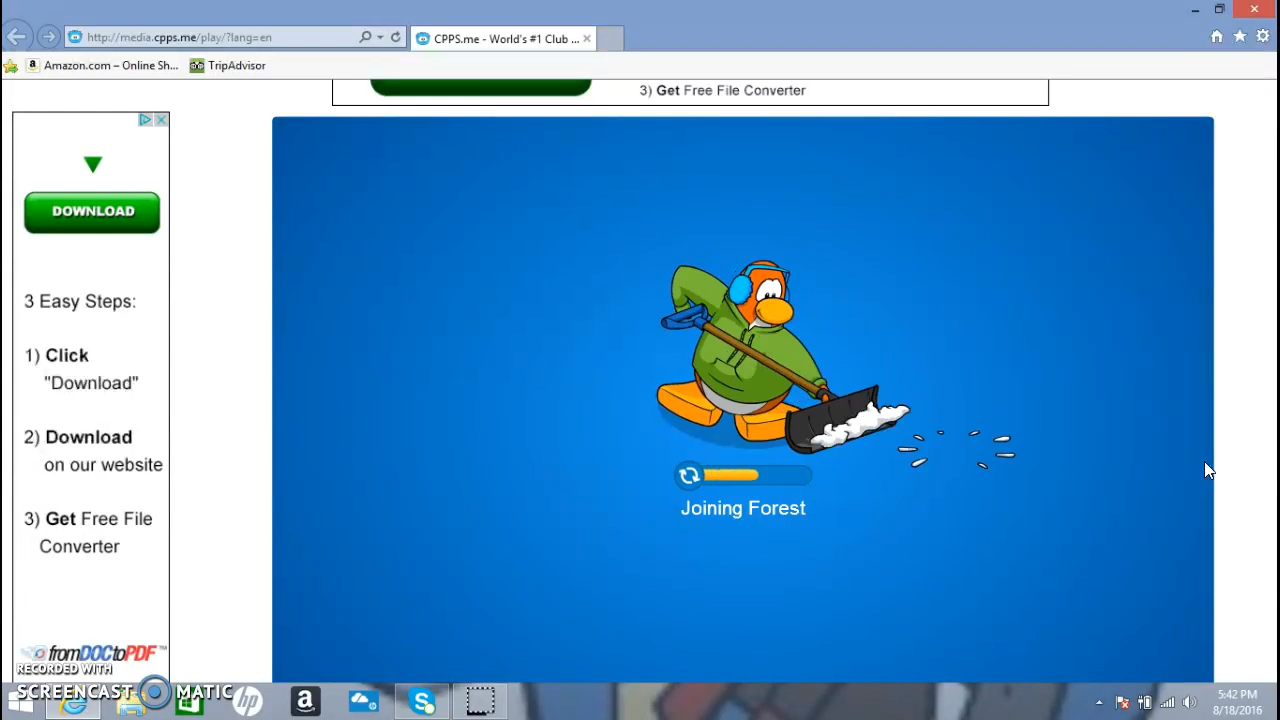 http://media.cpps.me/play/?lang=en
CPPS.me - World's #1 Club ...
Amazon.com – Online Sh...
TripAdvisor
3) Get Free File Converter
DOWNLOAD
3 Easy Steps:
1) Click
"Download"
2) Download
on our website
3) Get Free File
Converter
fromDOCtoPDF™
Joining Forest
RECORDED WITH
SCREENCAST MATIC
5:42 PM
8/18/2016